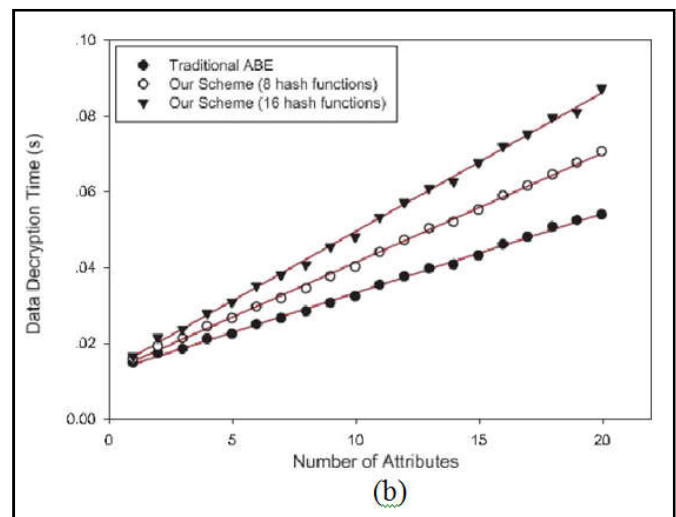 .10
Traditional ABE
Our Scheme (8 hash functions)
Our Scheme (16 hash functions)
.08
.06
.04
.02
0.00
Data Decryption Time (s)
0 5 10 15 20
Number of Attributes
(b)